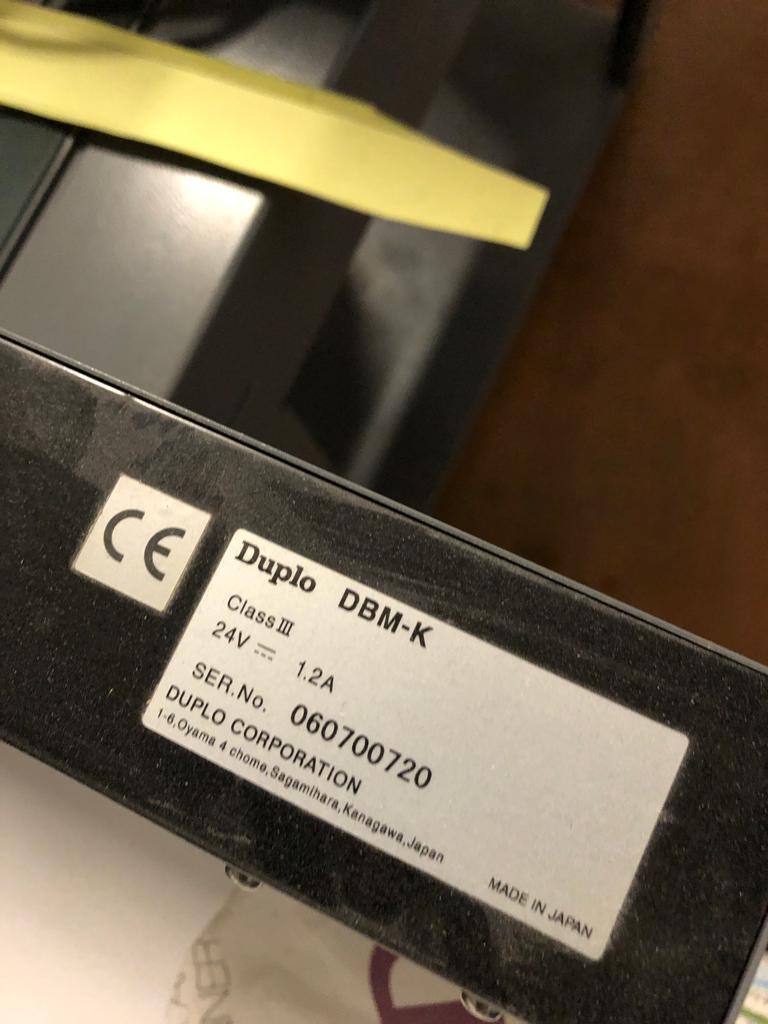 CE
Duplo DBM-K
Class III
24V ⎓ 1.2A
SER.No. 060700720
DUPLO CORPORATION
1-6,Oyama 4 chome,Sagamihara,Kanagawa,Japan
MADE IN JAPAN